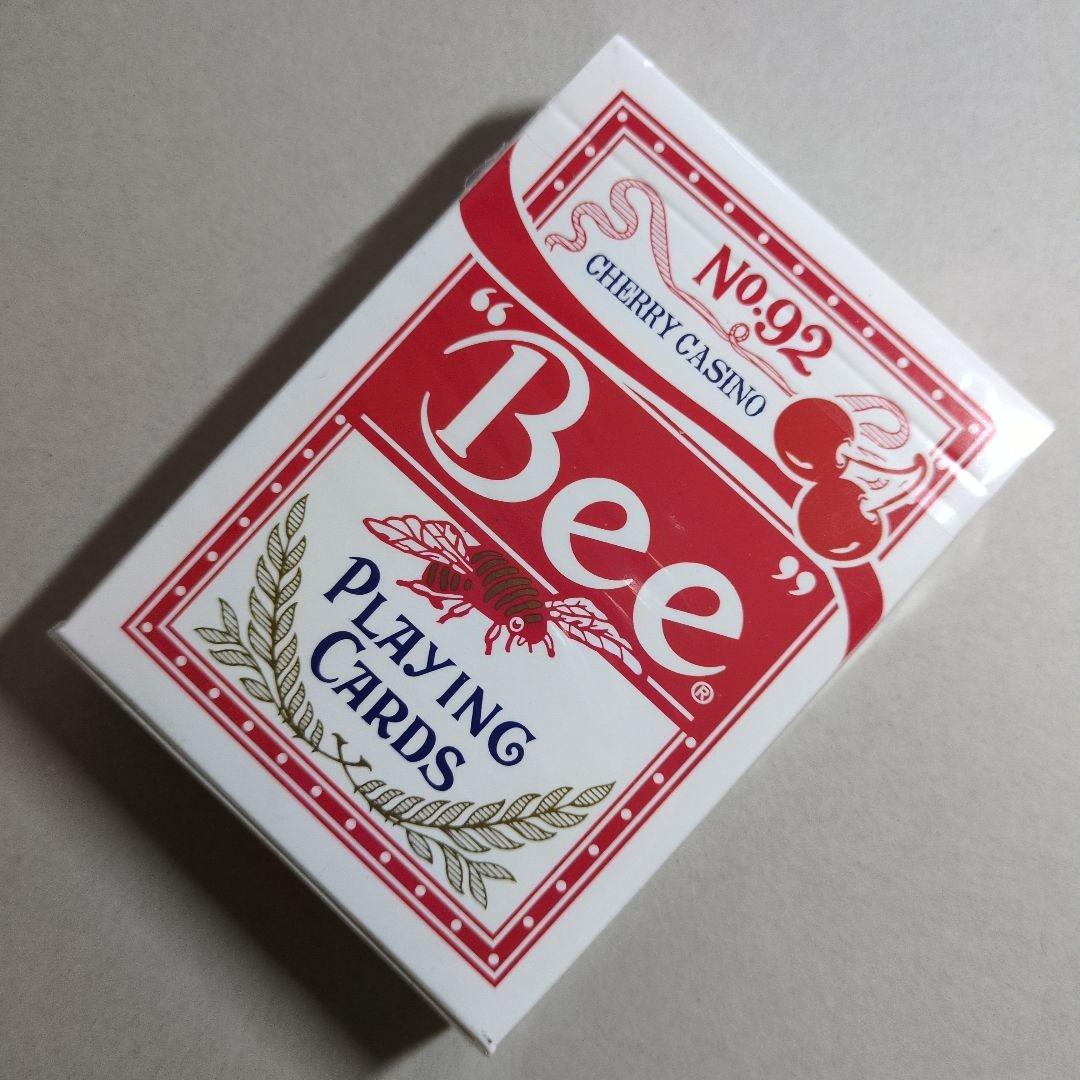 No.92
CHERRY CASINO
“Bee”®
PLAYING
CARDS